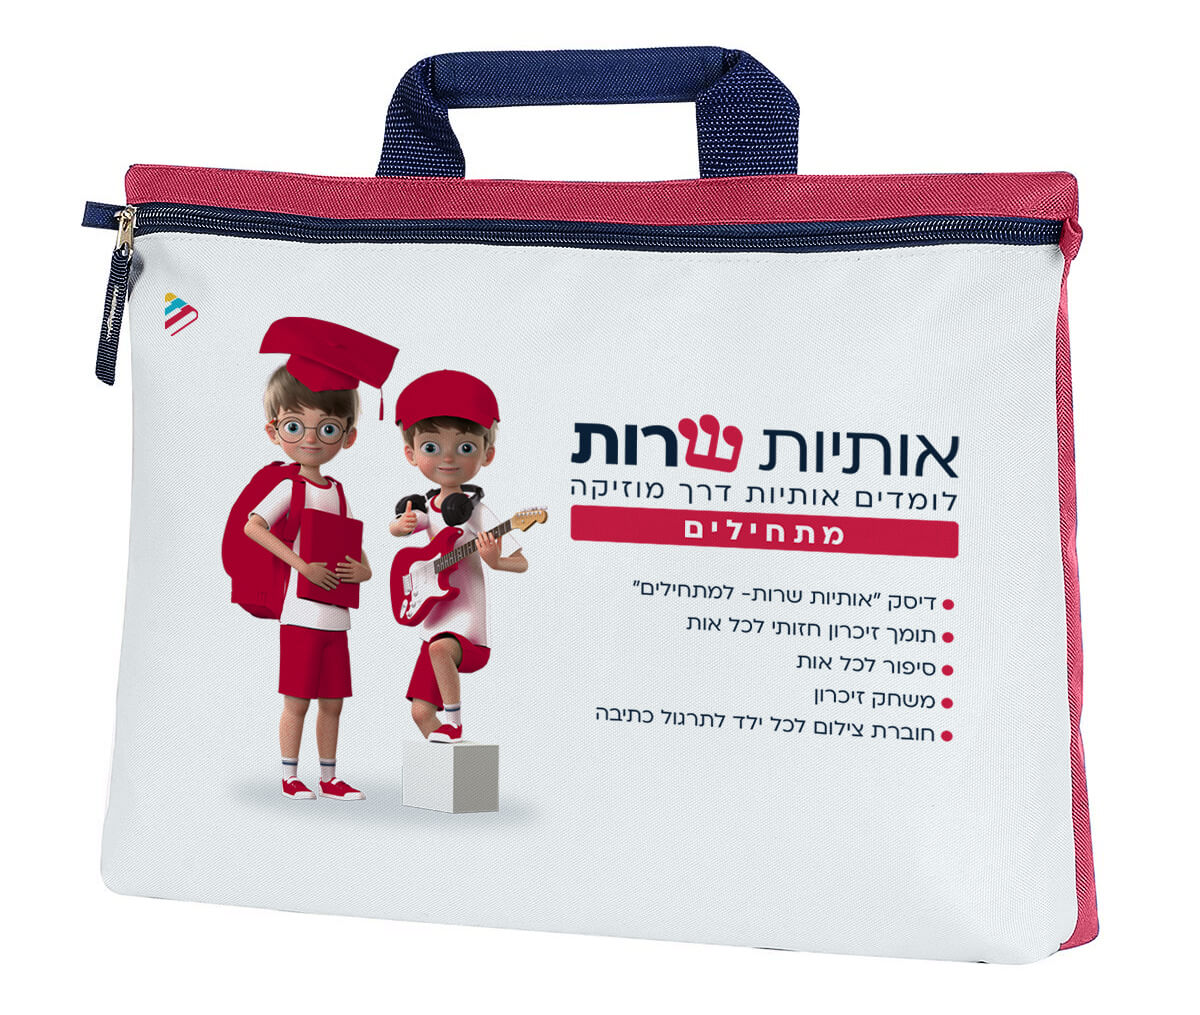 אותיות שרות
לומדים אותיות דרך מוזיקה
מתחילים
דיסק "אותיות שרות- למתחילים"
תומך זיכרון חזותי לכל אות
סיפור לכל אות
משחק זיכרון
חוברת צילום לכל ילד לתרגול כתיבה